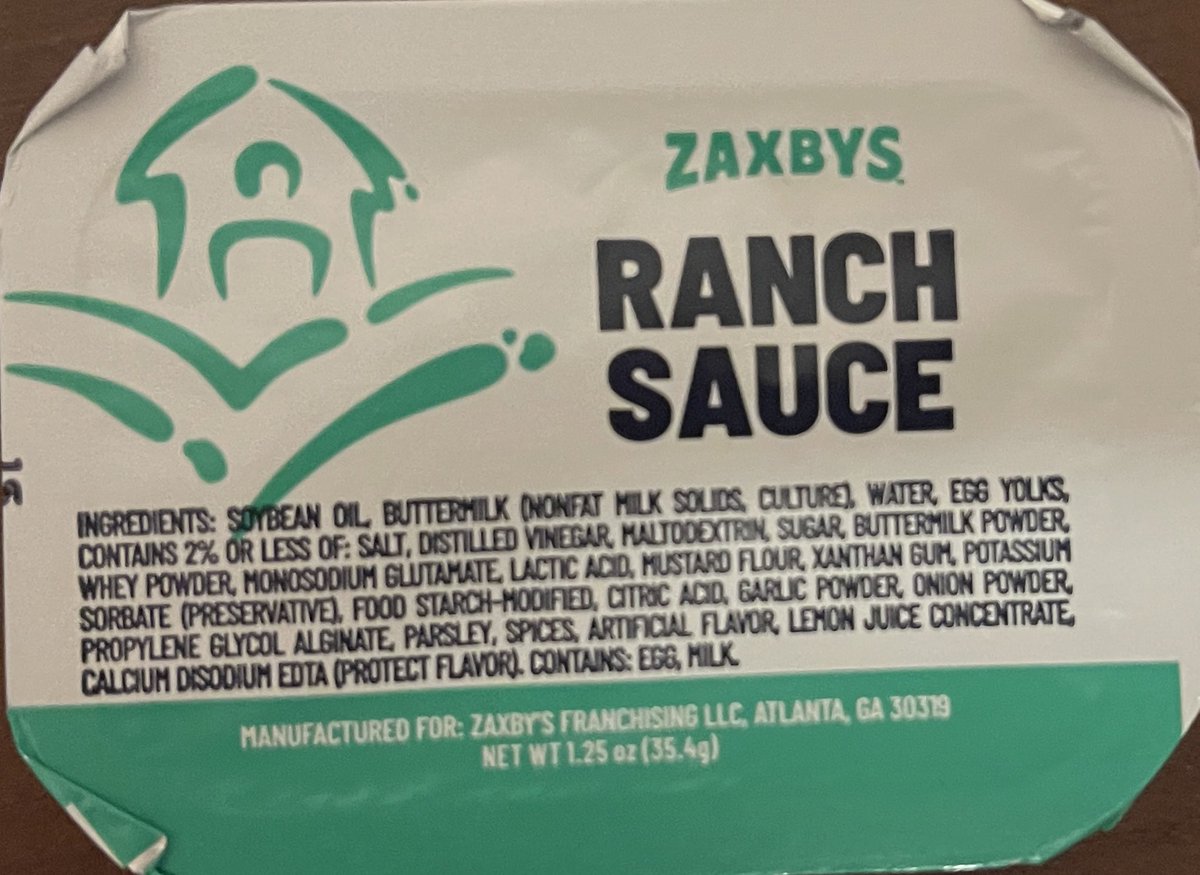 ZAXBYS
RANCH
SAUCE
INGREDIENTS: SOYBEAN OIL, BUTTERMILK (NONFAT MILK SOLIDS, CULTURE), WATER, EGG YOLKS,
CONTAINS 2% OR LESS OF: SALT, DISTILLED VINEGAR, MALTODEXTRIN, SUGAR, BUTTERMILK POWDER,
WHEY POWDER, MONOSODIUM GLUTAMATE, LACTIC ACID, MUSTARD FLOUR, XANTHAN GUM, POTASSIUM
SORBATE (PRESERVATIVE), FOOD STARCH-MODIFIED, CITRIC ACID, GARLIC POWDER, ONION POWDER,
PROPYLENE GLYCOL ALGINATE, PARSLEY, SPICES, ARTIFICIAL FLAVOR, LEMON JUICE CONCENTRATE,
CALCIUM DISODIUM EDTA (PROTECT FLAVOR). CONTAINS: EGG, MILK.
MANUFACTURED FOR: ZAXBY'S FRANCHISING LLC, ATLANTA, GA 30319
NET WT 1.25 oz (35.4g)